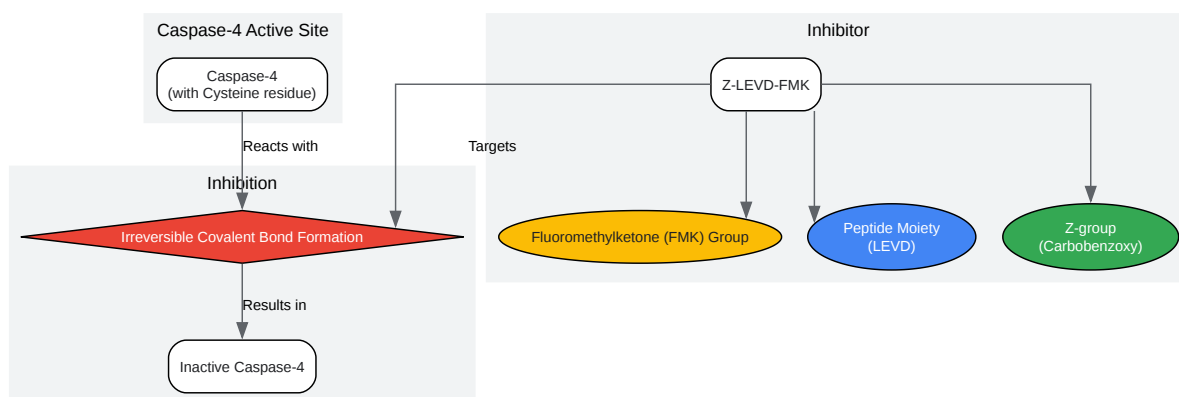 Caspase-4 Active Site
Inhibitor
Caspase-4
(with Cysteine residue)
Z-LEVD-FMK
Reacts with
Targets
Inhibition
Irreversible Covalent Bond Formation
Fluoromethylketone (FMK) Group
Peptide Moiety
(LEVD)
Z-group
(Carbobenzoxy)
Results in
Inactive Caspase-4